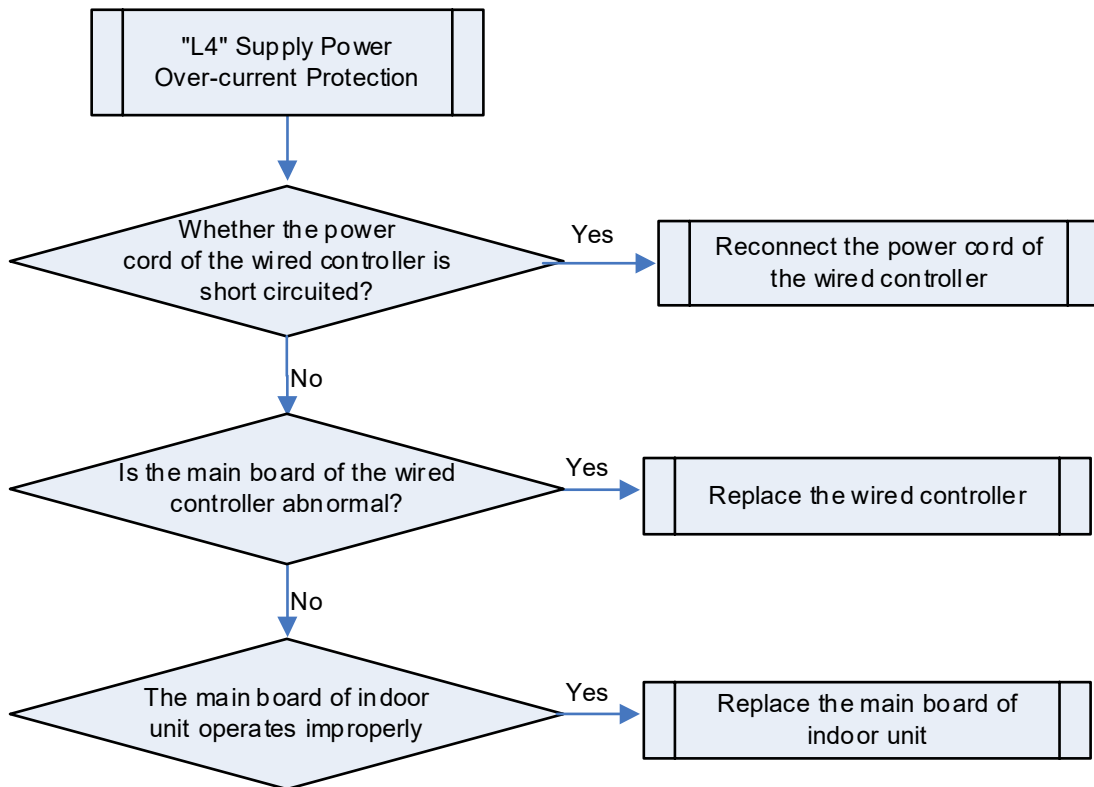 "L4" Supply Power
Over-current Protection
Whether the power
cord of the wired controller is
short circuited?
Yes
Reconnect the power cord of
the wired controller
No
Is the main board of the wired
controller abnormal?
Yes
Replace the wired controller
No
The main board of indoor
unit operates improperly
Yes
Replace the main board of
indoor unit